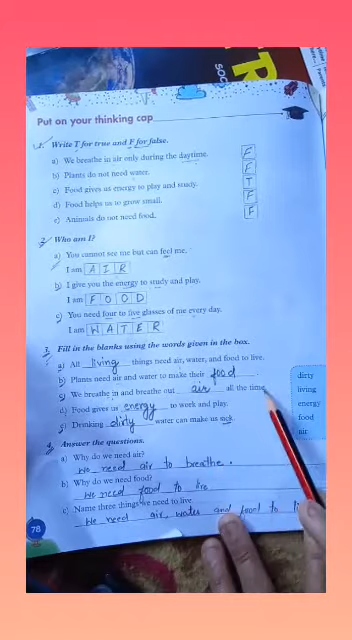 Put on your thinking cap
1. Write T for true and F for false.
a) We breathe in air only during the daytime. F
b) Plants do not need water. F
c) Food gives us energy to play and study. T
d) Food helps us to grow small. F
e) Animals do not need food. F
2. Who am I?
a) You cannot see me but can feel me.
I am A I R
b) I give you the energy to study and play.
I am F O O D
c) You need four to five glasses of me every day.
I am W A T E R
3. Fill in the blanks using the words given in the box.
a) All living things need air, water, and food to live.
b) Plants need air and water to make their food.
c) We breathe in and breathe out air all the time.
d) Food gives us energy to work and play.
e) Drinking dirty water can make us sick.
dirty
living
energy
food
air
4. Answer the questions.
a) Why do we need air?
We need air to breathe.
b) Why do we need food?
We need food to
c) Name three things we need to live.
We need air, water and food to
78